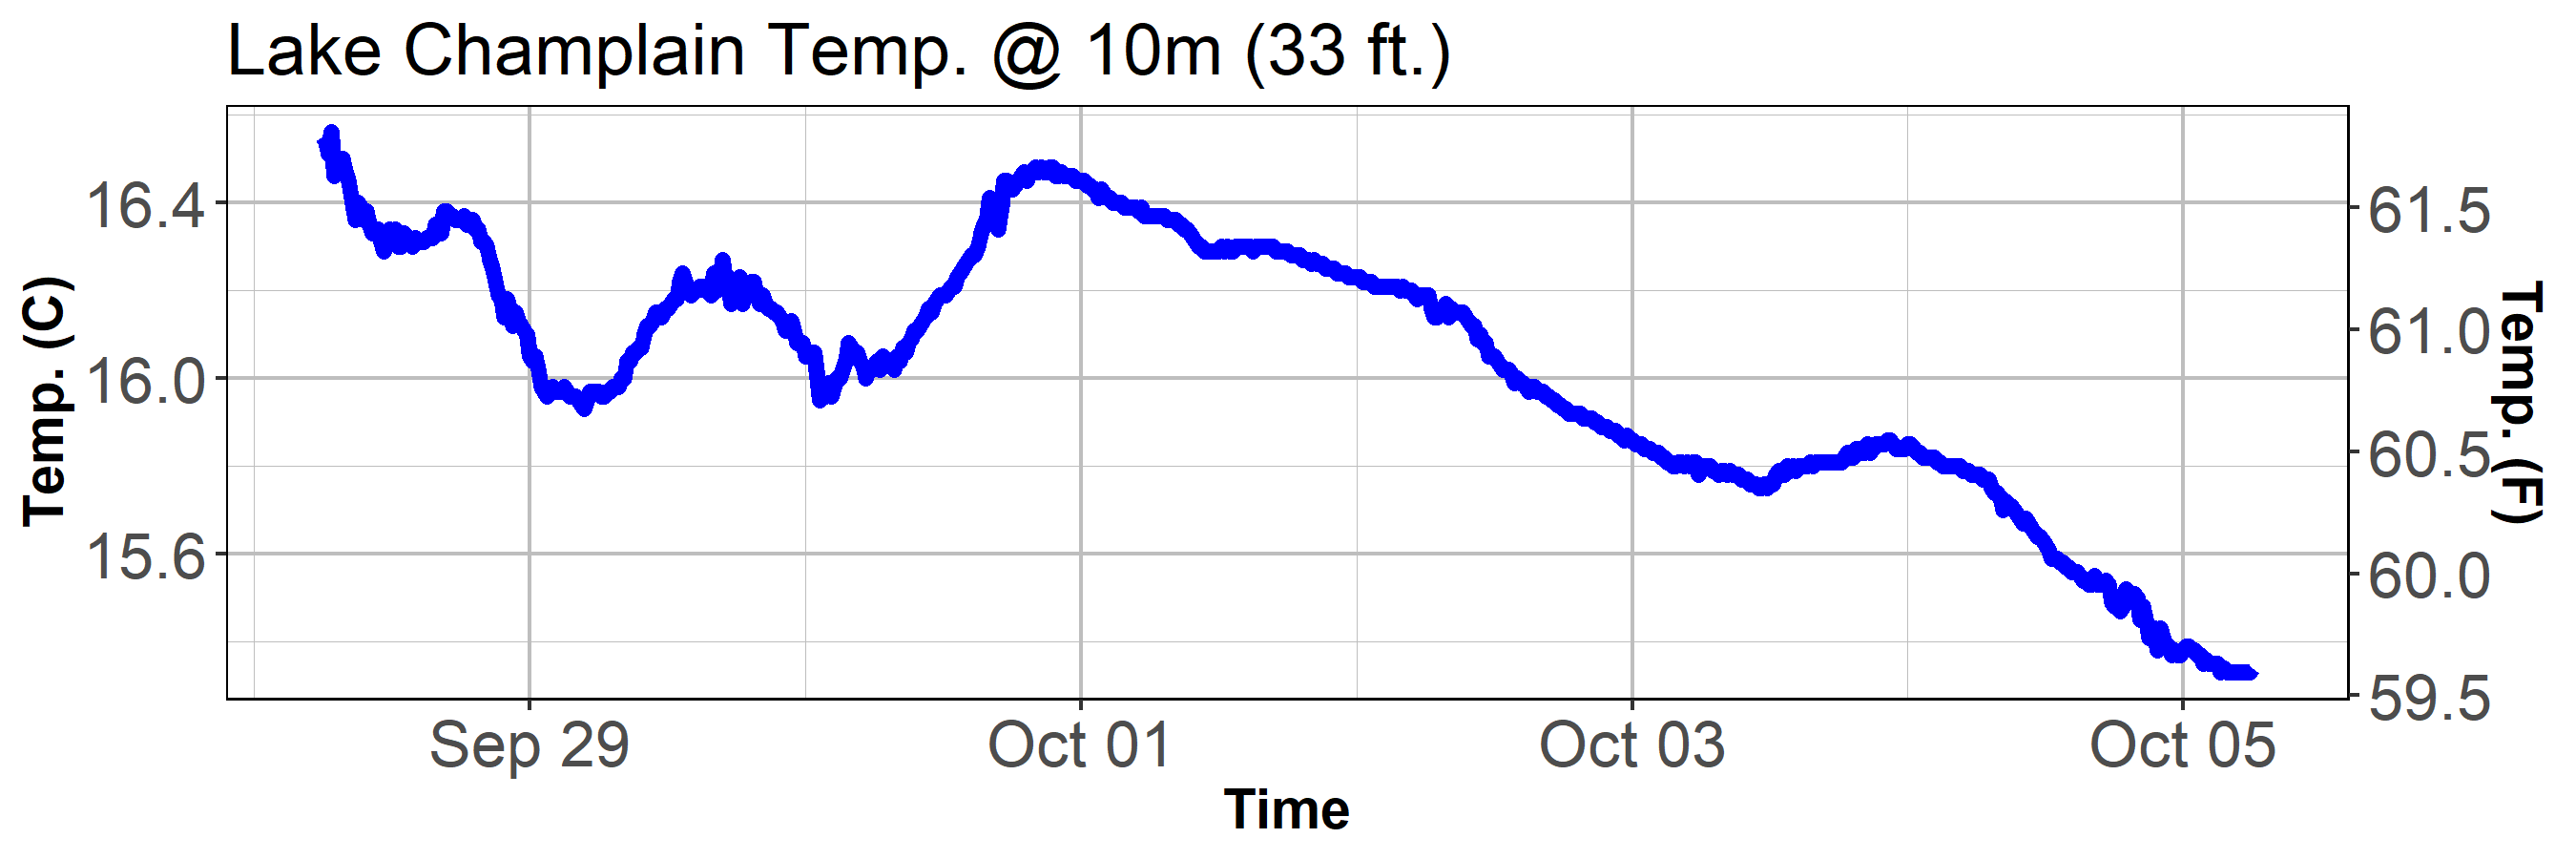 Lake Champlain Temp. @ 10m (33 ft.)
Temp. (C)
16.4
16.0
15.6
61.5
61.0
60.5
60.0
59.5
Temp. (F)
Sep 29
Oct 01
Oct 03
Oct 05
Time